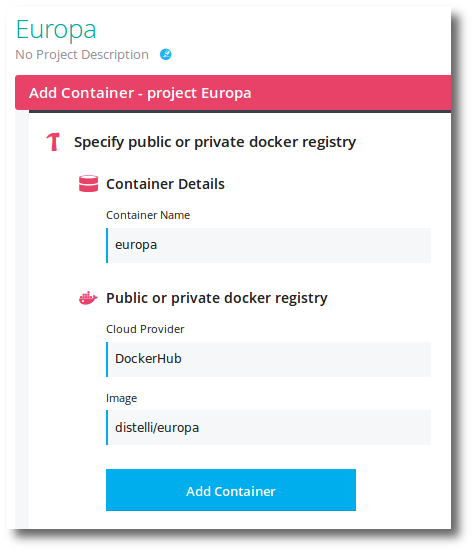 Europa
No Project Description
Add Container - project Europa
Specify public or private docker registry
Container Details
Container Name
europa
Public or private docker registry
Cloud Provider
DockerHub
Image
distelli/europa
Add Container